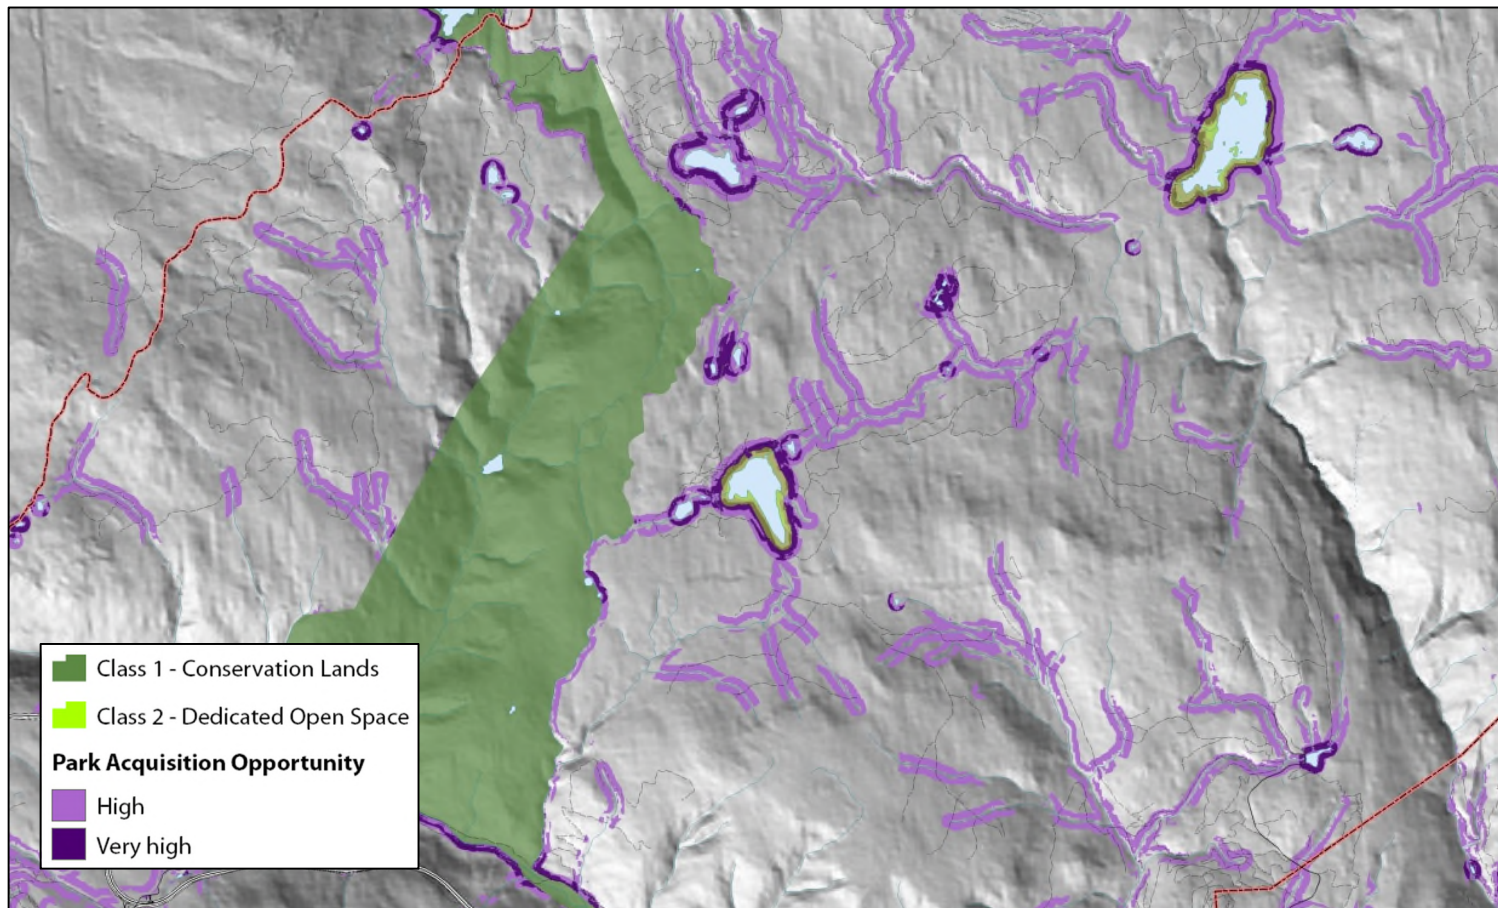 Class 1 - Conservation Lands
Class 2 - Dedicated Open Space
Park Acquisition Opportunity
High
Very high